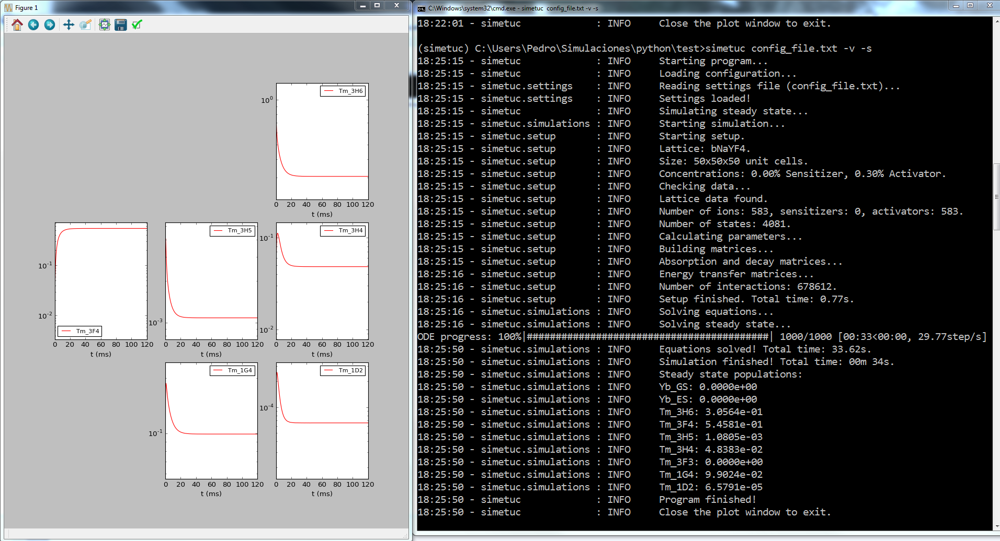 Figure 1
10^0
Tm_3H6
0 20 40 60 80 100 120
t (ms)
10^-1
10^-2
Tm_3F4
0 20 40 60 80 100 120
t (ms)
Tm_3H5
10^-3
0 20 40 60 80 100 120
t (ms)
Tm_3H4
10^-1
10^-2
0 20 40 60 80 100 120
t (ms)
Tm_1G4
10^-1
0 20 40 60 80 100 120
t (ms)
Tm_1D2
10^-4
0 20 40 60 80 100 120
t (ms)
C:\Windows\system32\cmd.exe - simetuc  config_file.txt -v -s
18:22:01 - simetuc             : INFO     Close the plot window to exit.
(simetuc) C:\Users\Pedro\Simulaciones\python\test>simetuc config_file.txt -v -s
18:25:15 - simetuc             : INFO     Starting program...
18:25:15 - simetuc             : INFO     Loading configuration...
18:25:15 - simetuc.settings    : INFO     Reading settings file (config_file.txt)...
18:25:15 - simetuc.settings    : INFO     Settings loaded!
18:25:15 - simetuc             : INFO     Simulating steady state...
18:25:15 - simetuc.simulations : INFO     Starting simulation...
18:25:15 - simetuc.setup       : INFO     Starting setup.
18:25:15 - simetuc.setup       : INFO     Lattice: bNaYF4.
18:25:15 - simetuc.setup       : INFO     Size: 50x50x50 unit cells.
18:25:15 - simetuc.setup       : INFO     Concentrations: 0.00% Sensitizer, 0.30% Activator.
18:25:15 - simetuc.setup       : INFO     Checking data...
18:25:15 - simetuc.setup       : INFO     Lattice data found.
18:25:15 - simetuc.setup       : INFO     Number of ions: 583, sensitizers: 0, activators: 583.
18:25:15 - simetuc.setup       : INFO     Number of states: 4081.
18:25:15 - simetuc.setup       : INFO     Calculating parameters...
18:25:15 - simetuc.setup       : INFO     Building matrices...
18:25:15 - simetuc.setup       : INFO     Absorption and decay matrices...
18:25:16 - simetuc.setup       : INFO     Energy transfer matrices...
18:25:16 - simetuc.setup       : INFO     Number of interactions: 678612.
18:25:16 - simetuc.setup       : INFO     Setup finished. Total time: 0.77s.
18:25:16 - simetuc.simulations : INFO     Solving equations...
18:25:16 - simetuc.simulations : INFO     Solving steady state...
ODE progress: 100%|##########################################| 1000/1000 [00:33<00:00, 29.77step/s]
18:25:50 - simetuc.simulations : INFO     Equations solved! Total time: 33.62s.
18:25:50 - simetuc.simulations : INFO     Simulation finished! Total time: 00m 34s.
18:25:50 - simetuc.simulations : INFO     Steady state populations:
18:25:50 - simetuc.simulations : INFO     Yb_GS: 0.0000e+00
18:25:50 - simetuc.simulations : INFO     Yb_ES: 0.0000e+00
18:25:50 - simetuc.simulations : INFO     Tm_3H6: 3.0564e-01
18:25:50 - simetuc.simulations : INFO     Tm_3F4: 5.4581e-01
18:25:50 - simetuc.simulations : INFO     Tm_3H5: 1.0805e-03
18:25:50 - simetuc.simulations : INFO     Tm_3H4: 4.8383e-02
18:25:50 - simetuc.simulations : INFO     Tm_3F3: 0.0000e+00
18:25:50 - simetuc.simulations : INFO     Tm_1G4: 9.9024e-02
18:25:50 - simetuc.simulations : INFO     Tm_1D2: 6.5791e-05
18:25:50 - simetuc             : INFO     Program finished!
18:25:50 - simetuc             : INFO     Close the plot window to exit.